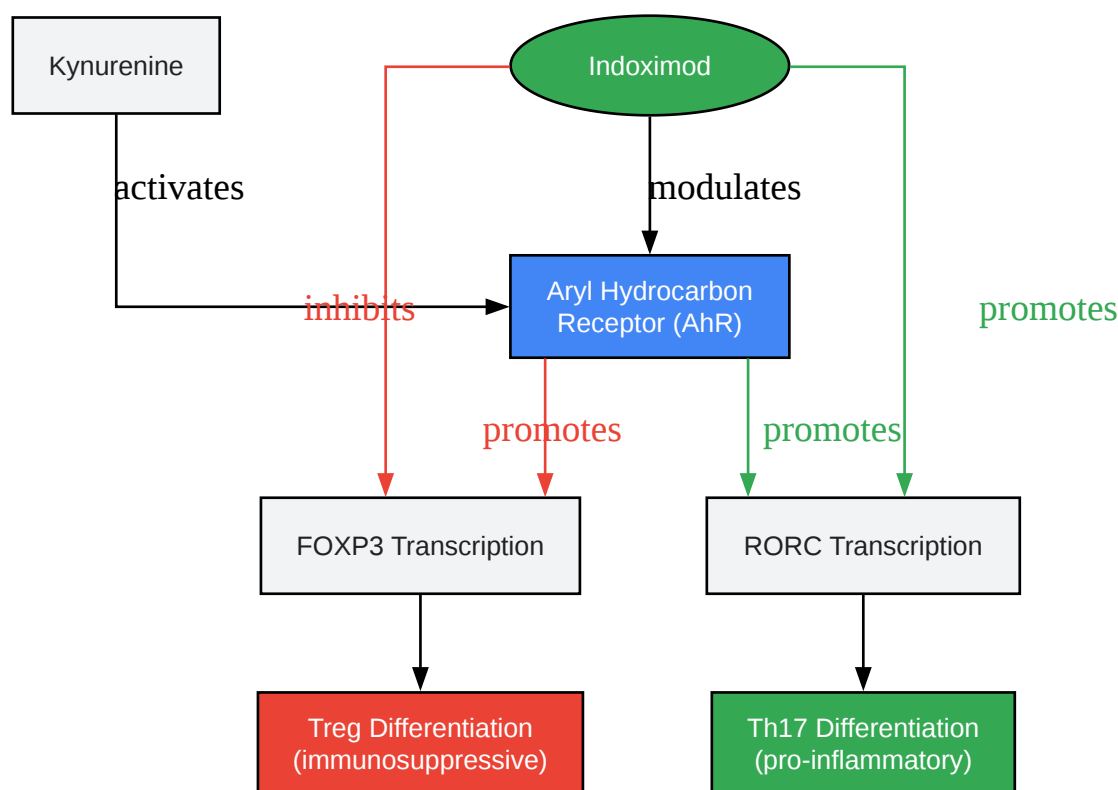 Kynurenine
Indoximod
activates
modulates
Aryl Hydrocarbon
Receptor (AhR)
inhibits
promotes
promotes
promotes
FOXP3 Transcription
RORC Transcription
Treg Differentiation
(immunosuppressive)
Th17 Differentiation
(pro-inflammatory)